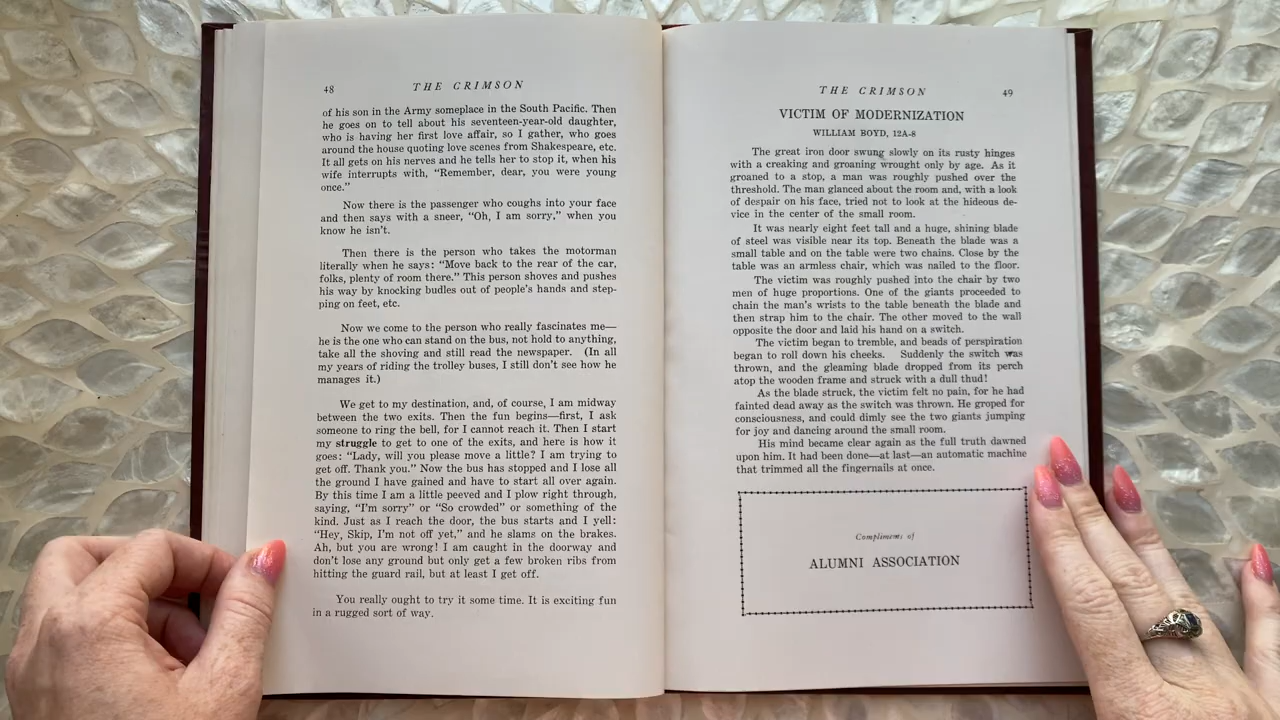 48
THE CRIMSON
of his son in the Army someplace in the South Pacific. Then
he goes on to tell about his seventeen-year-old daughter,
who is having her first love affair, so I gather, who goes
around the house quoting love scenes from Shakespeare, etc.
It all gets on his nerves and he tells her to stop it, when his
wife interrupts with, “Remember, dear, you were young
once.”
Now there is the passenger who coughs into your face
and then says with a sneer, “Oh, I am sorry,” when you
know he isn't.
Then there is the person who takes the motorman
literally when he says: “Move back to the rear of the car,
folks, plenty of room there.” This person shoves and pushes
his way by knocking budles out of people's hands and step-
ping on feet, etc.
Now we come to the person who really fascinates me—
he is the one who can stand on the bus, not hold to anything,
take all the shoving and still read the newspaper. (In all
my years of riding the trolley buses, I still don't see how he
manages it.)
We get to my destination, and, of course, I am midway
between the two exits. Then the fun begins—first, I ask
someone to ring the bell, for I cannot reach it. Then I start
my struggle to get to one of the exits, and here is how it
goes: “Lady, will you please move a little? I am trying to
get off. Thank you.” Now the bus has stopped and I lose all
the ground I have gained and have to start all over again.
By this time I am a little peeved and I plow right through,
saying, “I'm sorry” or “So crowded” or something of the
kind. Just as I reach the door, the bus starts and I yell:
“Hey, Skip, I'm not off yet,” and he slams on the brakes.
Ah, but you are wrong! I am caught in the doorway and
don't lose any ground but only get a few broken ribs from
hitting the guard rail, but at least I get off.
You really ought to try it some time. It is exciting fun
in a rugged sort of way.
THE CRIMSON
49
VICTIM OF MODERNIZATION
WILLIAM BOYD, 12A-8
The great iron door swung slowly on its rusty hinges
with a creaking and groaning wrought only by age. As it
groaned to a stop, a man was roughly pushed over the
threshold. The man glanced about the room and, with a look
of despair on his face, tried not to look at the hideous de-
vice in the center of the small room.
It was nearly eight feet tall and a huge, shining blade
of steel was visible near its top. Beneath the blade was a
small table and on the table were two chains. Close by the
table was an armless chair, which was nailed to the floor.
The victim was roughly pushed into the chair by two
men of huge proportions. One of the giants proceeded to
chain the man's wrists to the table beneath the blade and
then strap him to the chair. The other moved to the wall
opposite the door and laid his hand on a switch.
The victim began to tremble, and beads of perspiration
began to roll down his cheeks. Suddenly the switch was
thrown, and the gleaming blade dropped from its perch
atop the wooden frame and struck with a dull thud!
As the blade struck, the victim felt no pain, for he had
fainted dead away as the switch was thrown. He groped for
consciousness, and could dimly see the two giants jumping
for joy and dancing around the small room.
His mind became clear again as the full truth dawned
upon him. It had been done—at last—an automatic machine
that trimmed all the fingernails at once.
Compliments of
ALUMNI ASSOCIATION